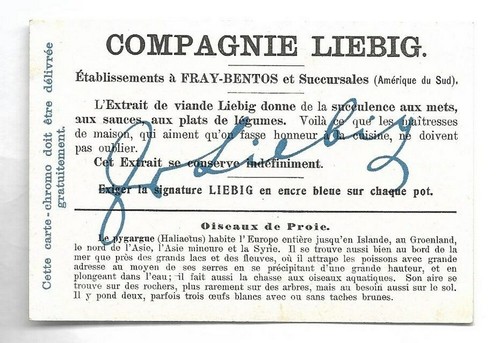 COMPAGNIE LIEBIG.
Établissements à FRAY-BENTOS et Succursales (Amérique du Sud).
L'Extrait de viande Liebig donne de la succulence aux mets,
aux sauces, aux plats de légumes. Voilà ce que les maîtresses
de maison, qui aiment qu'on fasse honneur à la cuisine, ne doivent
pas oublier.
Cet Extrait se conserve indéfiniment.
Exiger la signature LIEBIG en encre bleue sur chaque pot.
JvLiebig
Oiseaux de Proie.
Le pygargue (Haliaetus) habite l'Europe entière jusqu'en Islande, au Groenland,
le nord de l'Asie, l'Asie mineure et la Syrie. Il se trouve aussi bien au bord de la
mer que près des grands lacs et des fleuves, où il attrape les poissons avec grande
adresse au moyen de ses serres en se précipitant d'une grande hauteur, et en
plongeant dans l'eau; il fait aussi la chasse aux oiseaux aquatiques. Son aire se
trouve sur des rochers, plus rarement sur des arbres, mais au besoin aussi sur le sol.
Il y pond deux, parfois trois œufs blancs avec ou sans taches brunes.
Cette carte-chromo doit être délivrée
gratuitement.